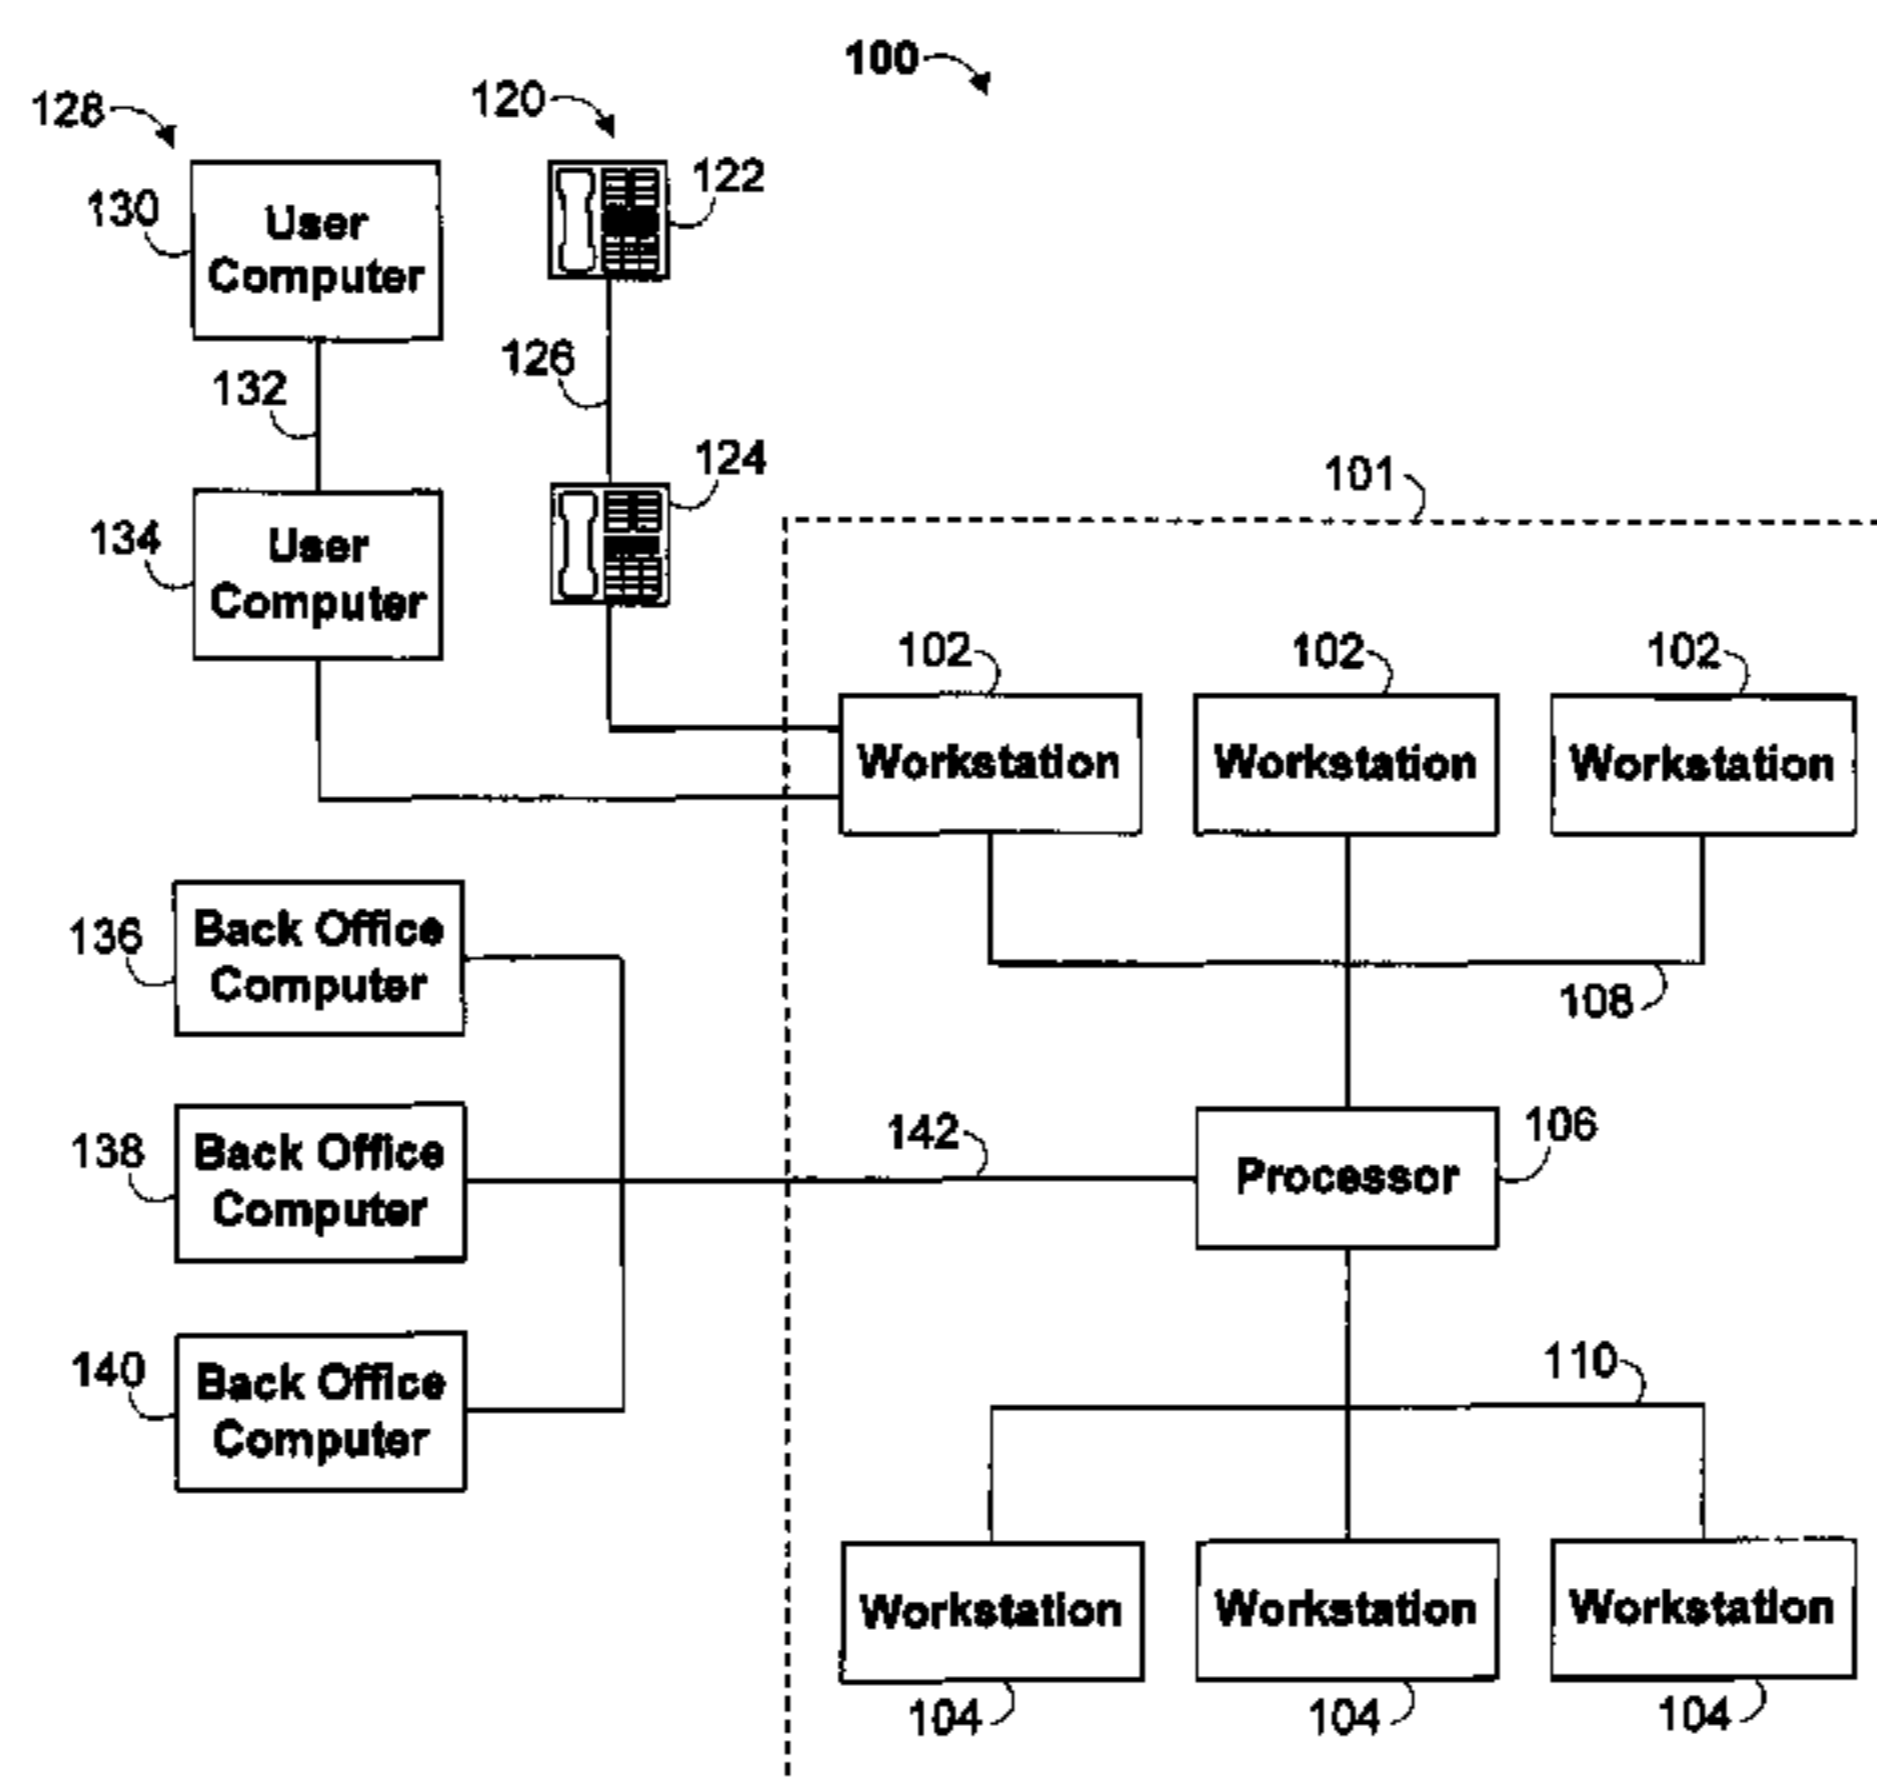 100
128
120
130
User
Computer
122
132
126
124
134
User
Computer
101
102
102
102
Workstation
Workstation
Workstation
136
Back Office
Computer
108
138
Back Office
Computer
142
Processor
106
140
Back Office
Computer
110
Workstation
Workstation
Workstation
104
104
104